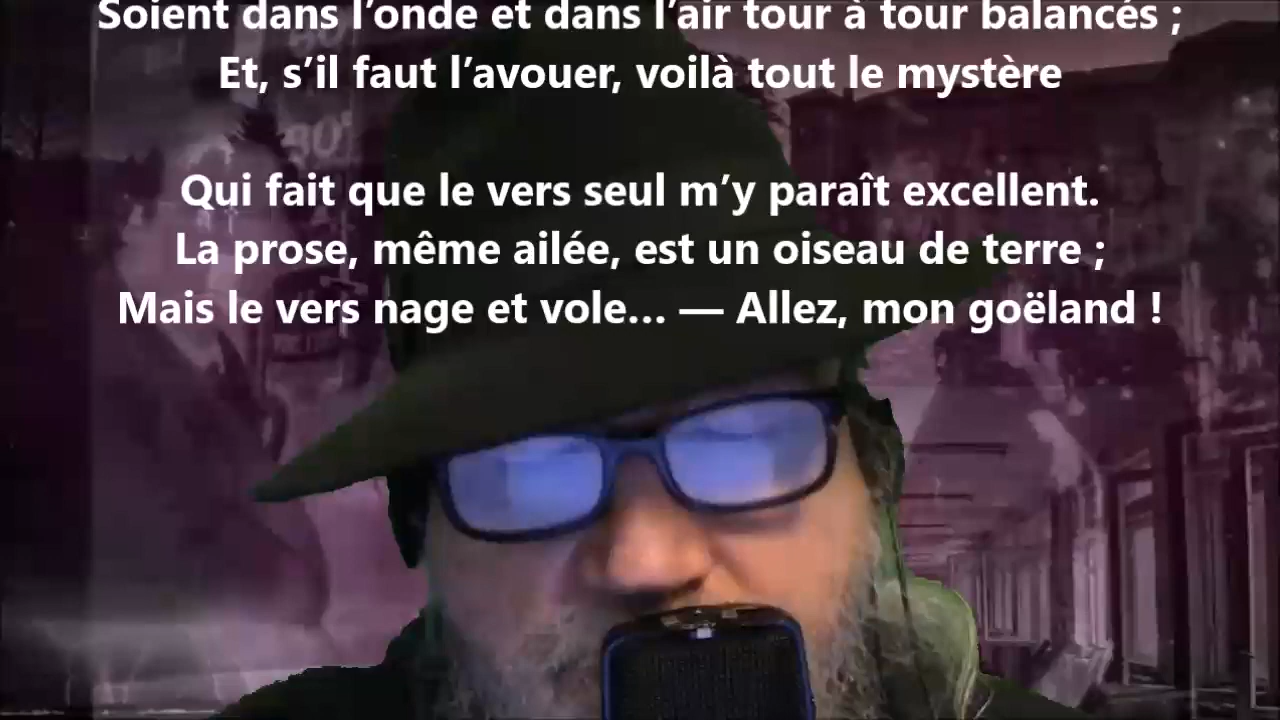 Soient dans l’onde et dans l’air tour à tour balancés ;
Et, s’il faut l’avouer, voilà tout le mystère
Qui fait que le vers seul m’y paraît excellent.
La prose, même ailée, est un oiseau de terre ;
Mais le vers nage et vole… — Allez, mon goëland !